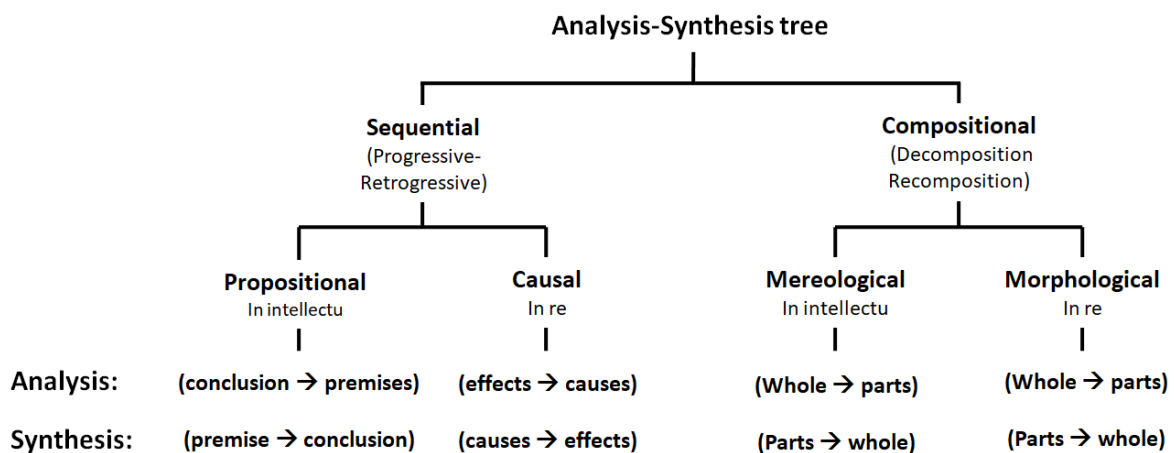 Analysis-Synthesis tree
Sequential
(Progressive-
Retrogressive)
Compositional
(Decomposition
Recomposition)
Propositional
In intellectu
Causal
In re
Mereological
In intellectu
Morphological
In re
Analysis: (conclusion → premises) (effects → causes) (Whole → parts) (Whole → parts)
Synthesis: (premise → conclusion) (causes → effects) (Parts → whole) (Parts → whole)